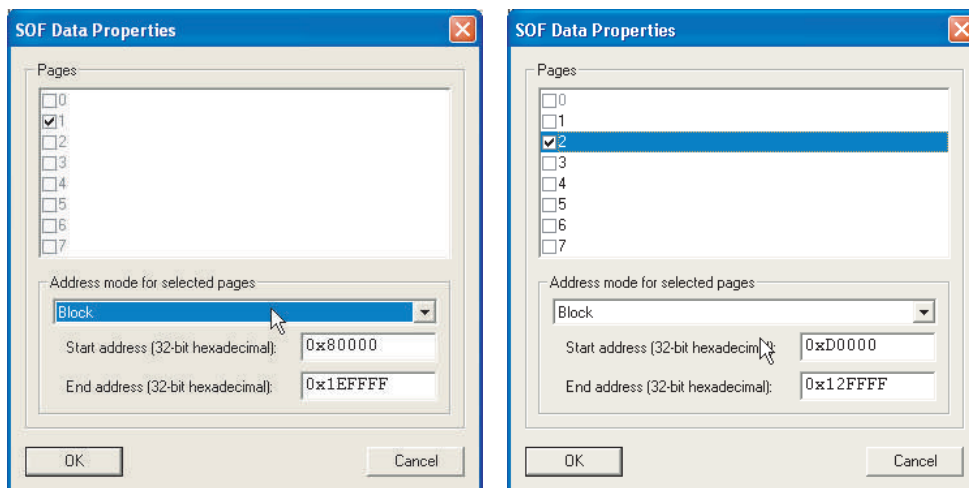 SOF Data Properties
Pages
0
1
2
3
4
5
6
7
Address mode for selected pages
Block
Start address (32-bit hexadecimal):
0x80000
End address (32-bit hexadecimal):
0x1EFFFF
OK
Cancel
SOF Data Properties
Pages
0
1
2
3
4
5
6
7
Address mode for selected pages
Block
Start address (32-bit hexadecimal):
0xD0000
End address (32-bit hexadecimal):
0x12FFFF
OK
Cancel